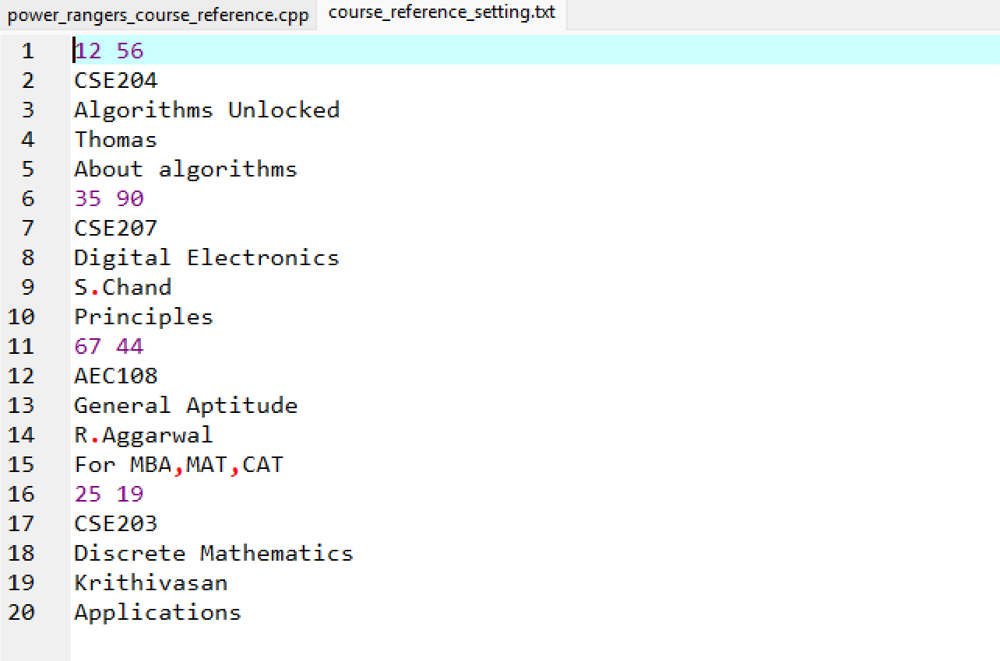 power_rangers_course_reference.cpp course_reference_setting.txt
1 12 56
2 CSE204
3 Algorithms Unlocked
4 Thomas
5 About algorithms
6 35 90
7 CSE207
8 Digital Electronics
9 S.Chand
10 Principles
11 67 44
12 AEC108
13 General Aptitude
14 R.Aggarwal
15 For MBA,MAT,CAT
16 25 19
17 CSE203
18 Discrete Mathematics
19 Krithivasan
20 Applications